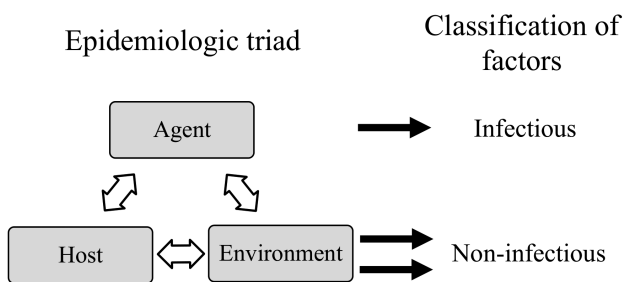 Epidemiologic triad
Classification of
factors
Agent
Infectious
Host
Environment
Non-infectious